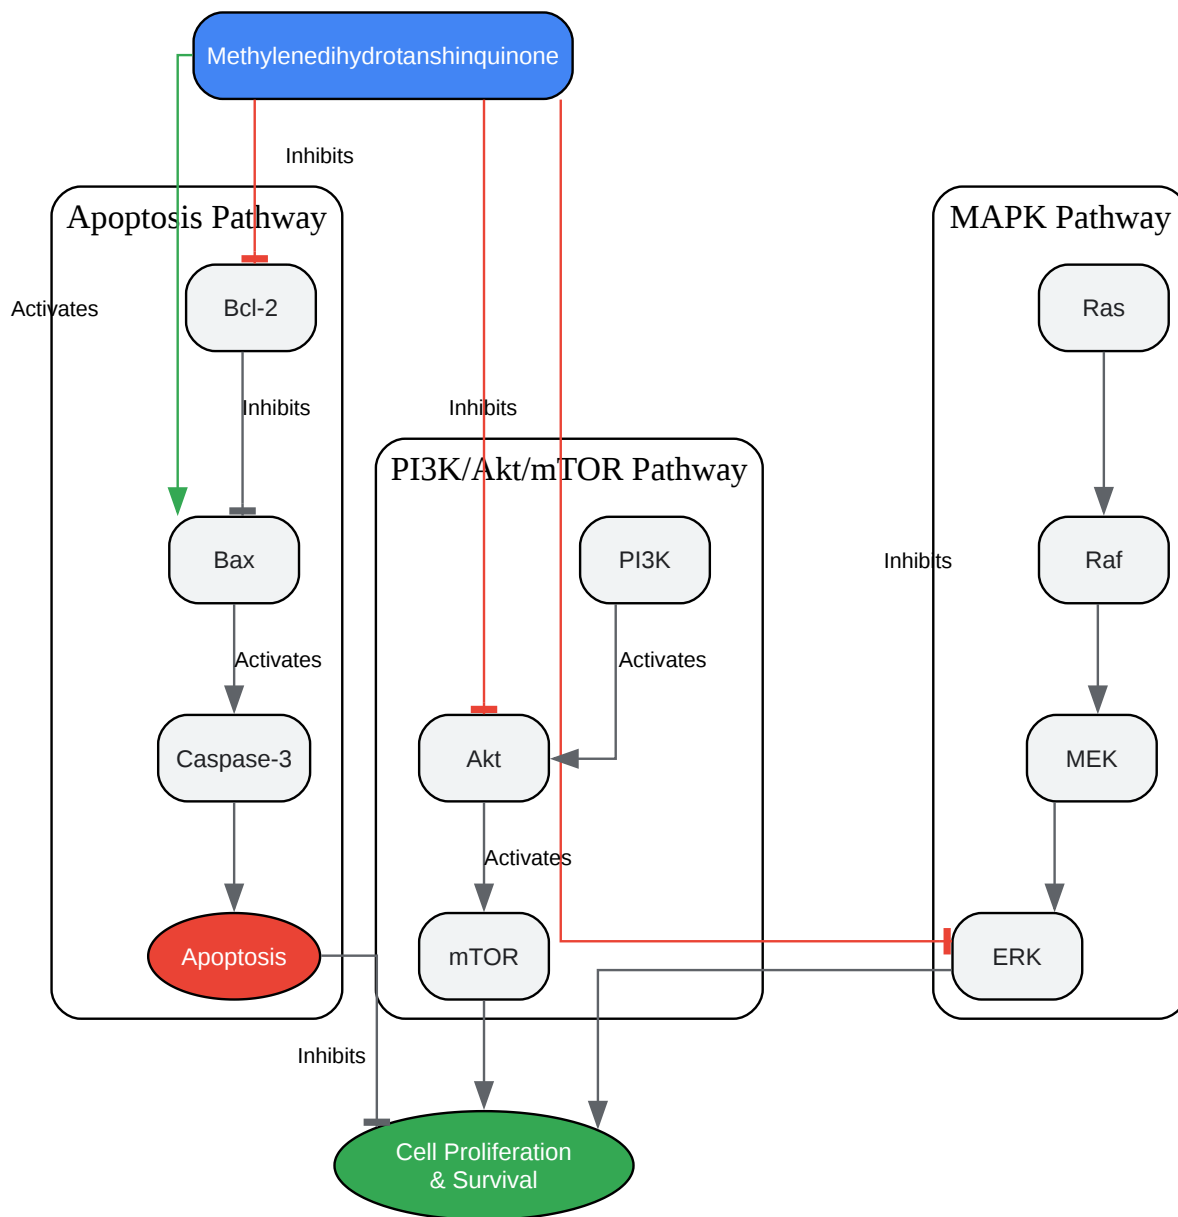 Methylenedihydrotanshinquinone
Inhibits
Apoptosis Pathway
MAPK Pathway
Activates
Bcl-2
Ras
Inhibits
Inhibits
PI3K/Akt/mTOR Pathway
Bax
PI3K
Inhibits
Raf
Activates
Activates
Caspase-3
Akt
MEK
Activates
Apoptosis
mTOR
ERK
Inhibits
Cell Proliferation
& Survival